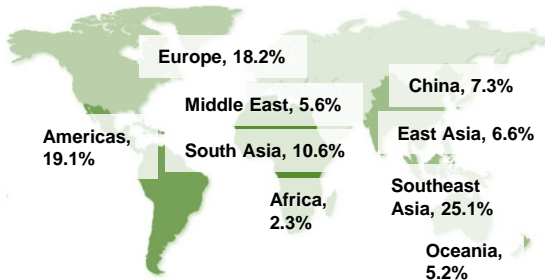 Europe, 18.2%
China, 7.3%
Middle East, 5.6%
Americas,
19.1%
East Asia, 6.6%
South Asia, 10.6%
Africa,
2.3%
Southeast
Asia, 25.1%
Oceania,
5.2%